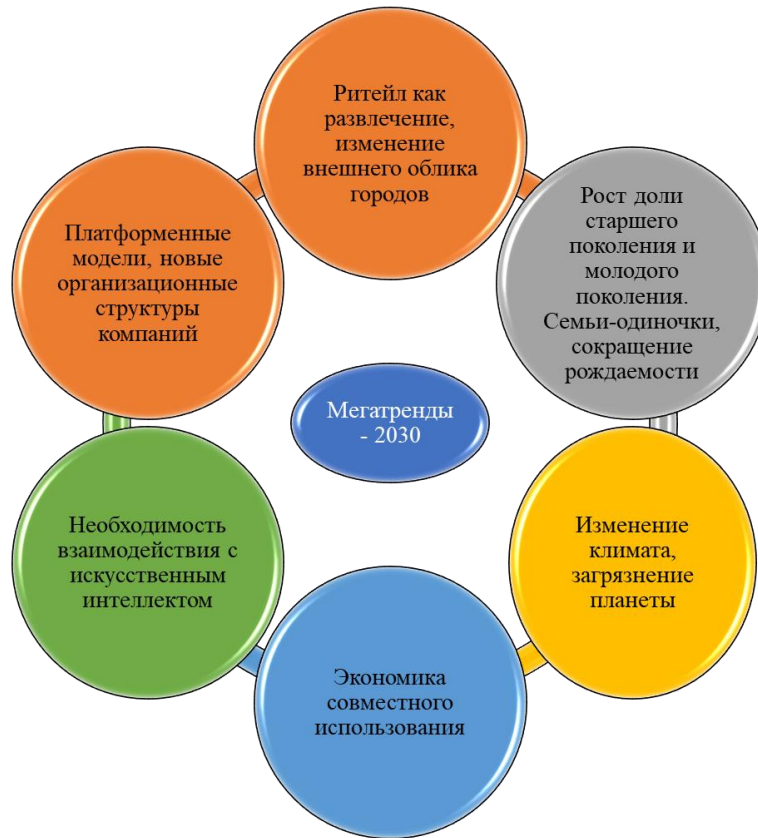 Ритейл как
развлечение,
изменение
внешнего облика
городов
Рост доли
старшего
поколения и
молодого
поколения.
Семьи-одиночки,
сокращение
рождаемости
Изменение
климата,
загрязнение
планеты
Экономика
совместного
использования
Необходимость
взаимодействия с
искусственным
интеллектом
Платформенные
модели, новые
организационные
структуры
компаний
Мегатренды
- 2030